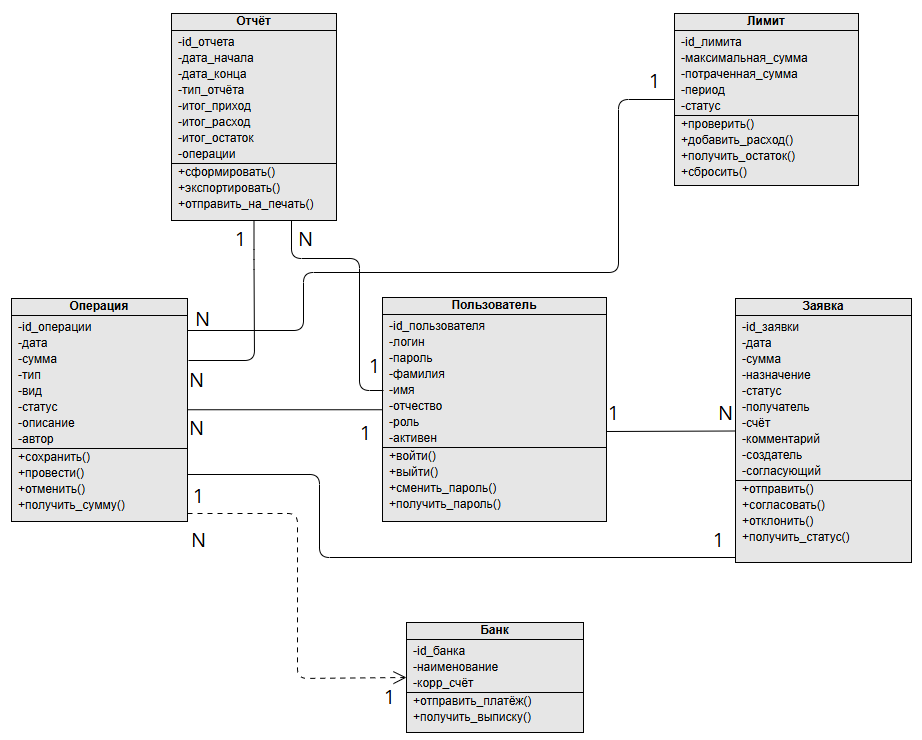 Отчёт
-id_отчета
-дата_начала
-дата_конца
-тип_отчёта
-итог_приход
-итог_расход
-итог_остаток
-операции
+сформировать()
+экспортировать()
+отправить_на_печать()
Лимит
-id_лимита
-максимальная_сумма
-потраченная_сумма
-период
-статус
+проверить()
+добавить_расход()
+получить_остаток()
+сбросить()
1
1
N
Операция
-id_операции
-дата
-сумма
-тип
-вид
-статус
-описание
-автор
+сохранить()
+провести()
+отменить()
+получить_сумму()
N
N
N
1
N
1
1
Пользователь
-id_пользователя
-логин
-пароль
-фамилия
-имя
-отчество
-роль
-активен
+войти()
+выйти()
+сменить_пароль()
+получить_пароль()
1
N
1
Заявка
-id_заявки
-дата
-сумма
-назначение
-статус
-получатель
-счёт
-комментарий
-создатель
-согласующий
+отправить()
+согласовать()
+отклонить()
+получить_статус()
1
Банк
-id_банка
-наименование
-корр_счёт
+отправить_платёж()
+получить_выписку()